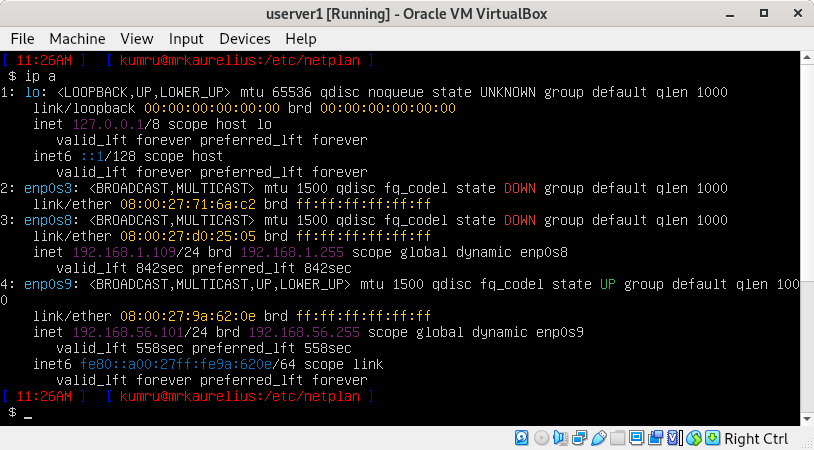 userver1 [Running] - Oracle VM VirtualBox
File Machine View Input Devices Help
[ 11:26AM ] [ kumru@mrkaurelius:/etc/netplan ]
$ ip a
1: lo: <LOOPBACK,UP,LOWER_UP> mtu 65536 qdisc noqueue state UNKNOWN group default qlen 1000
link/loopback 00:00:00:00:00:00 brd 00:00:00:00:00:00
inet 127.0.0.1/8 scope host lo
valid_lft forever preferred_lft forever
inet6 ::1/128 scope host
valid_lft forever preferred_lft forever
2: enp0s3: <BROADCAST,MULTICAST> mtu 1500 qdisc fq_codel state DOWN group default qlen 1000
link/ether 08:00:27:71:6a:c2 brd ff:ff:ff:ff:ff:ff
3: enp0s8: <BROADCAST,MULTICAST> mtu 1500 qdisc fq_codel state DOWN group default qlen 1000
link/ether 08:00:27:d0:25:05 brd ff:ff:ff:ff:ff:ff
inet 192.168.1.109/24 brd 192.168.1.255 scope global dynamic enp0s8
valid_lft 842sec preferred_lft 842sec
4: enp0s9: <BROADCAST,MULTICAST,UP,LOWER_UP> mtu 1500 qdisc fq_codel state UP group default qlen 100
0
link/ether 08:00:27:9a:62:0e brd ff:ff:ff:ff:ff:ff
inet 192.168.56.101/24 brd 192.168.56.255 scope global dynamic enp0s9
valid_lft 558sec preferred_lft 558sec
inet6 fe80::a00:27ff:fe9a:620e/64 scope link
valid_lft forever preferred_lft forever
[ 11:26AM ] [ kumru@mrkaurelius:/etc/netplan ]
$ _
Right Ctrl